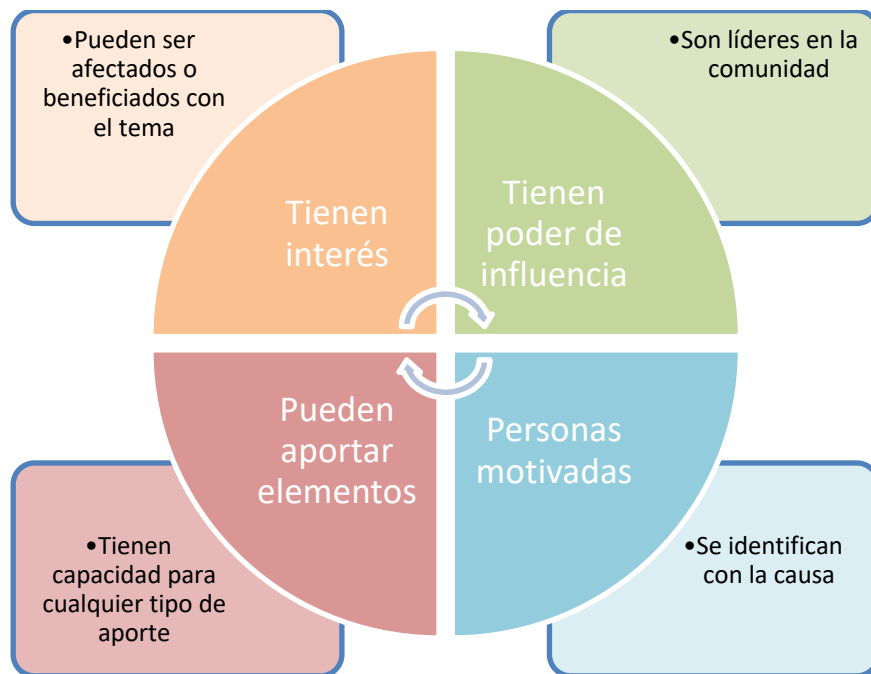 •Pueden ser
afectados o
beneficiados con
el tema
•Son líderes en la
comunidad
Tienen
interés
Tienen
poder de
influencia
Pueden
aportar
elementos
Personas
motivadas
•Tienen
capacidad para
cualquier tipo de
aporte
•Se identifican
con la causa